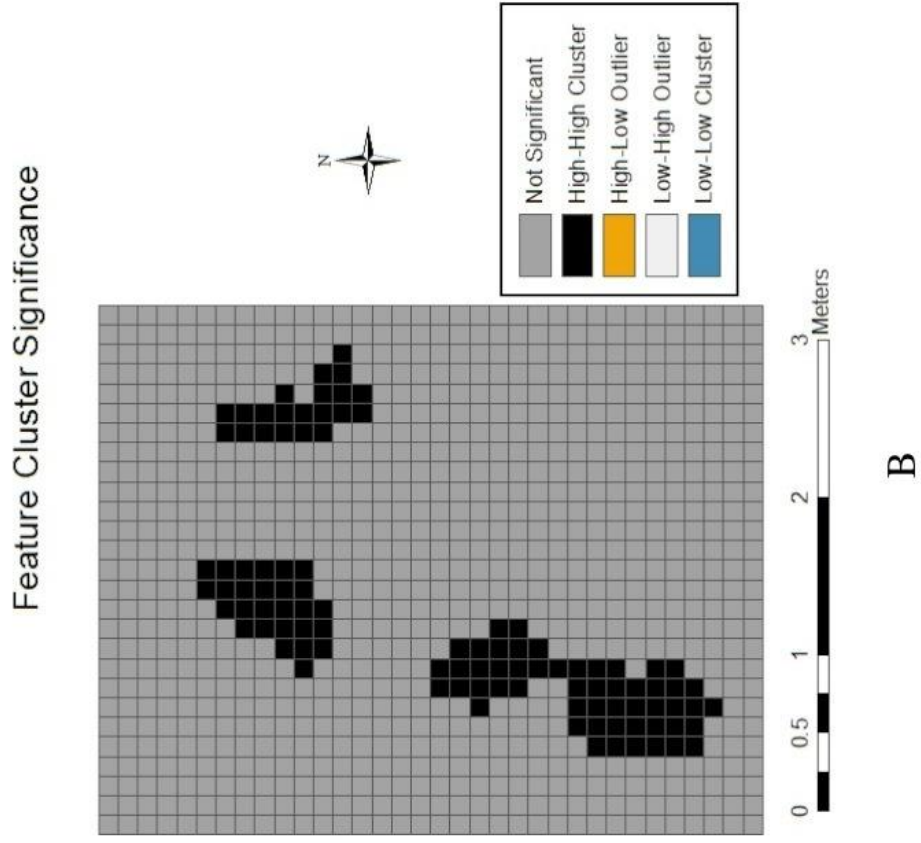 Feature Cluster Significance
N
Not Significant
High-High Cluster
High-Low Outlier
Low-High Outlier
Low-Low Cluster
0 0.5 1 2 3
Meters
B